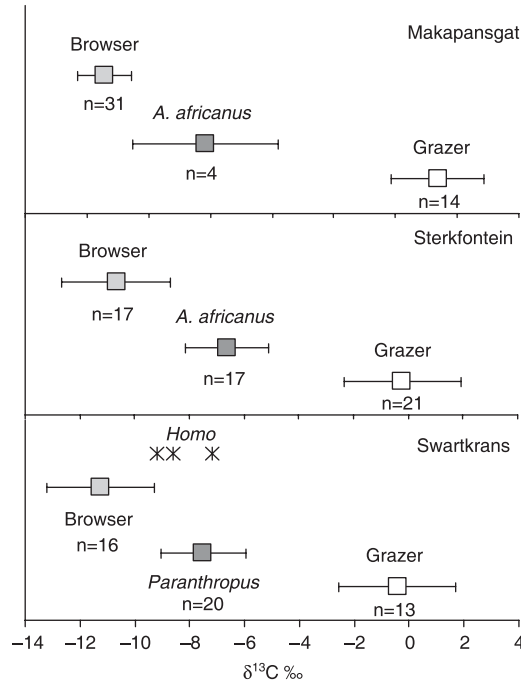 Makapansgat
Browser
n=31
A. africanus
n=4
Grazer
n=14
Sterkfontein
Browser
n=17
A. africanus
n=17
Grazer
n=21
Swartkrans
Homo
Browser
n=16
Paranthropus
n=20
Grazer
n=13
−14 −12 −10 −8 −6 −4 −2 0 2 4
δ¹³C ‰